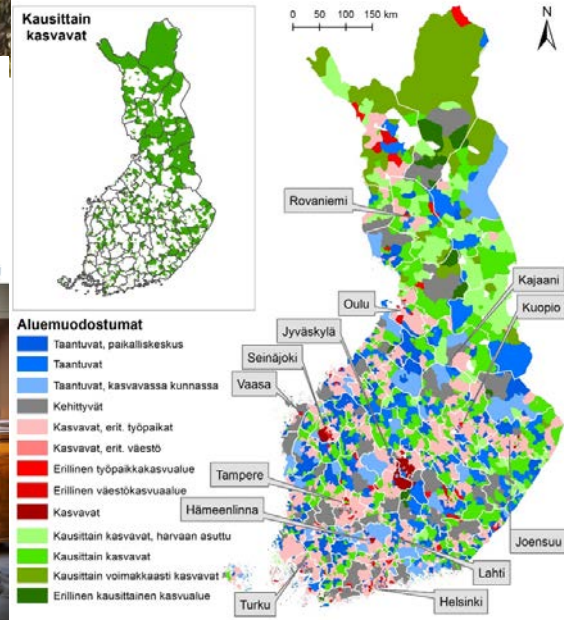 Kausittain
kasvavat
0 50 100 150 km
N
Rovaniemi
Oulu
Kajaani
Kuopio
Jyväskylä
Seinäjoki
Vaasa
Tampere
Hämeenlinna
Turku
Helsinki
Lahti
Joensuu
Aluemuodostumat
Taantuvat, paikalliskeskus
Taantuvat
Taantuvat, kasvavassa kunnassa
Kehittyvät
Kasvavat, erit. työpaikat
Kasvavat, erit. väestö
Erillinen työpaikkakasvualue
Erillinen väestökasvuaalue
Kasvavat
Kausittain kasvavat, harvaan asuttu
Kausittain kasvavat
Kausittain voimakkaasti kasvavat
Erillinen kausittainen kasvualue